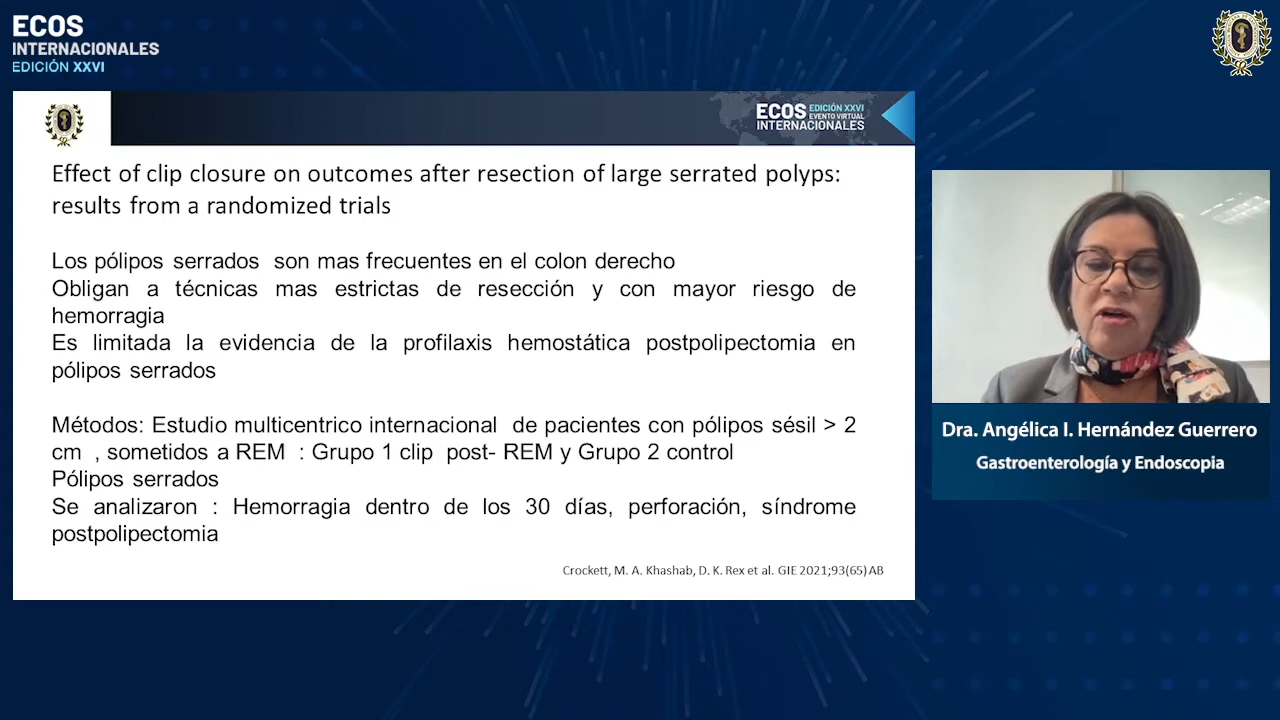 ECOS
INTERNACIONALES
EDICIÓN XXVI
ECOS EDICIÓN XXVI
EVENTO VIRTUAL
INTERNACIONALES
Effect of clip closure on outcomes after resection of large serrated polyps:
results from a randomized trials
Los pólipos serrados son mas frecuentes en el colon derecho
Obligan a técnicas mas estrictas de resección y con mayor riesgo de
hemorragia
Es limitada la evidencia de la profilaxis hemostática postpolipectomia en
pólipos serrados
Métodos: Estudio multicentrico internacional de pacientes con pólipos sésil > 2
cm , sometidos a REM : Grupo 1 clip post- REM y Grupo 2 control
Pólipos serrados
Se analizaron : Hemorragia dentro de los 30 días, perforación, síndrome
postpolipectomia
Crockett, M. A. Khashab, D. K. Rex et al. GIE 2021;93(65) AB
Dra. Angélica I. Hernández Guerrero
Gastroenterología y Endoscopia